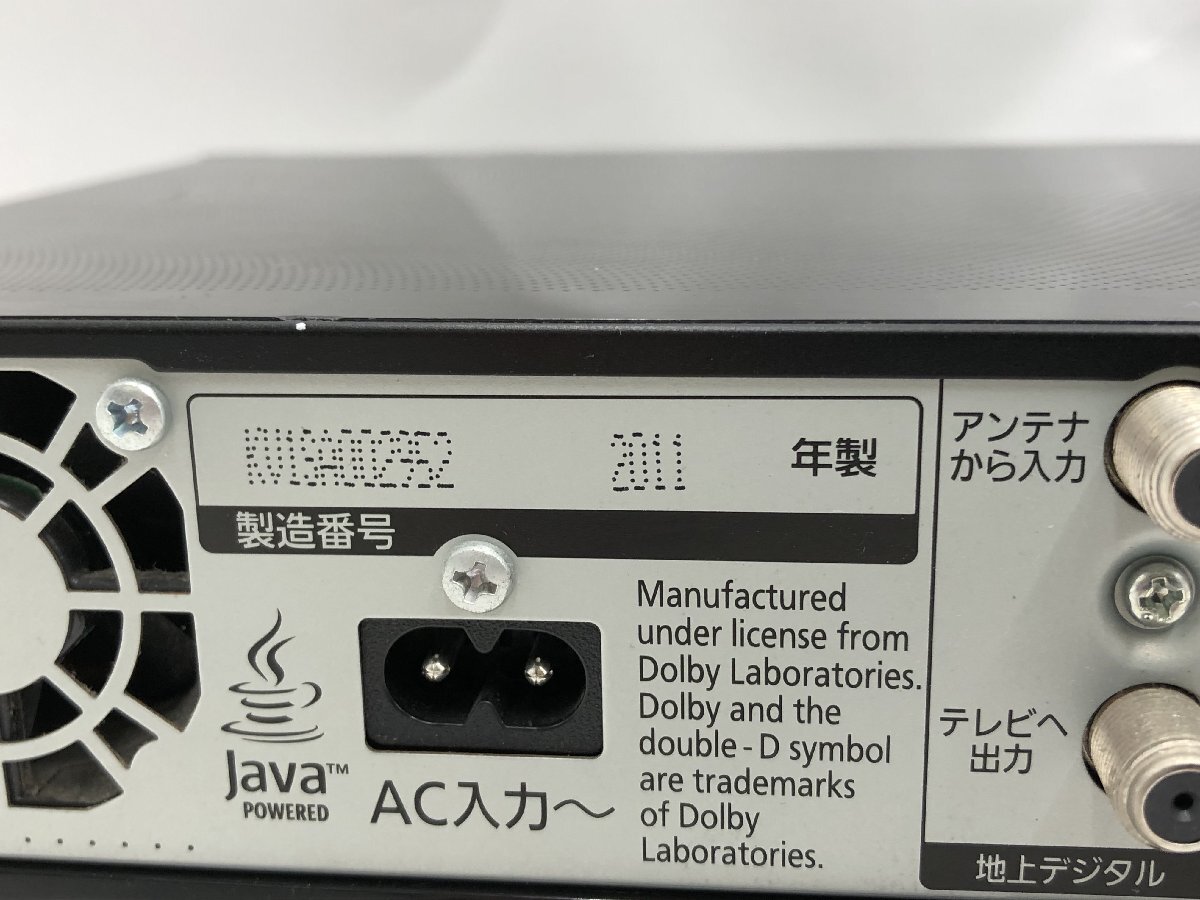 2011 年製
製造番号
アンテナ
から入力
Java™
POWERED
AC入力～
Manufactured
under license from
Dolby Laboratories.
Dolby and the
double-D symbol
are trademarks
of Dolby
Laboratories.
テレビへ
出力
地上デジタル